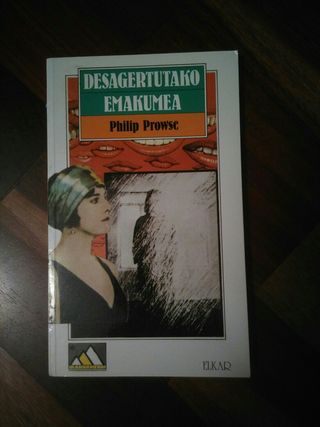 DESAGERTUTAKO
EMAKUMEA
Philip Prowse
ELKAR